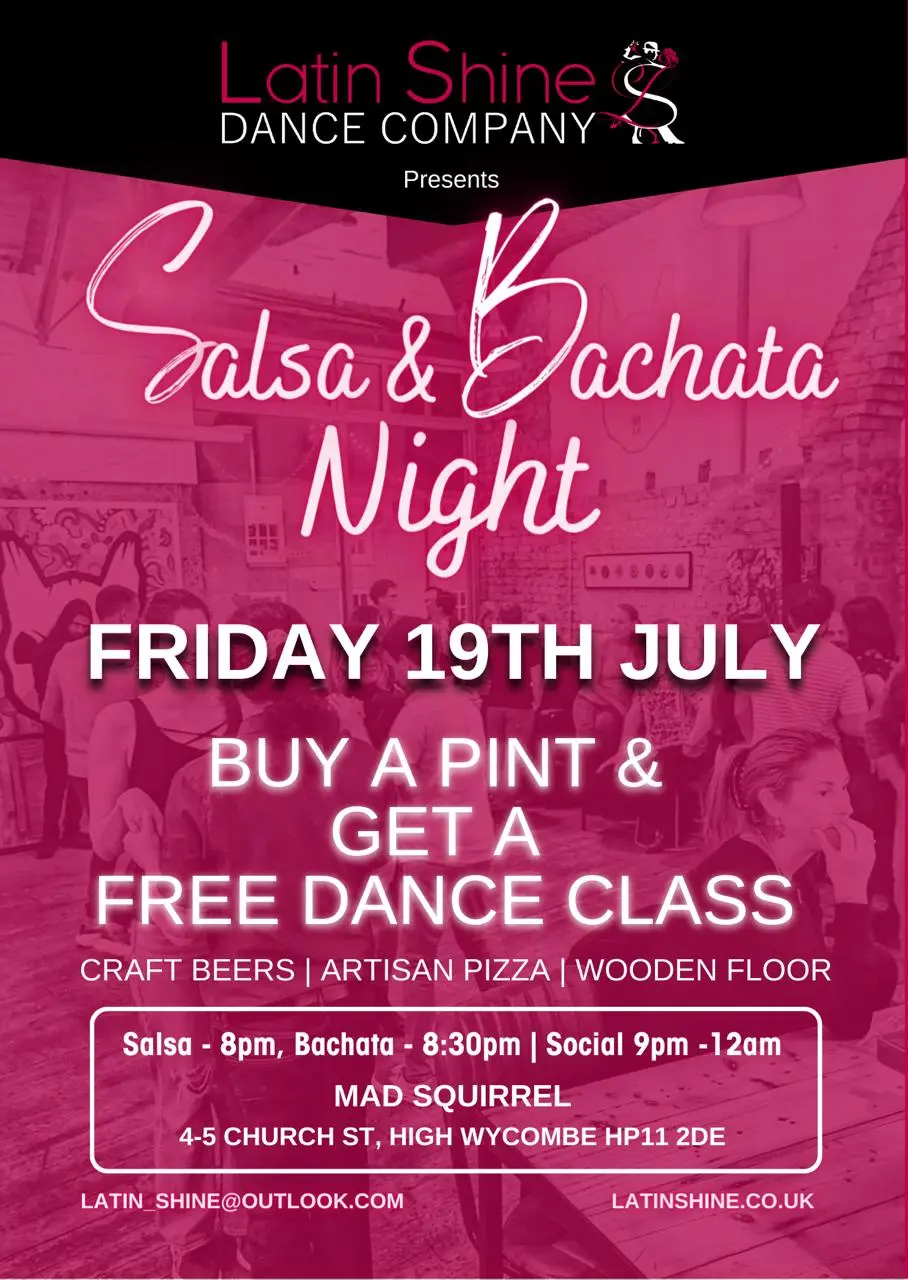 Latin Shine
DANCE COMPANY
Presents
Salsa & Bachata
Night
FRIDAY 19TH JULY
BUY A PINT &
GET A
FREE DANCE CLASS
CRAFT BEERS | ARTISAN PIZZA | WOODEN FLOOR
Salsa - 8pm, Bachata - 8:30pm | Social 9pm -12am
MAD SQUIRREL
4-5 CHURCH ST, HIGH WYCOMBE HP11 2DE
LATIN_SHINE@OUTLOOK.COM
LATINSHINE.CO.UK